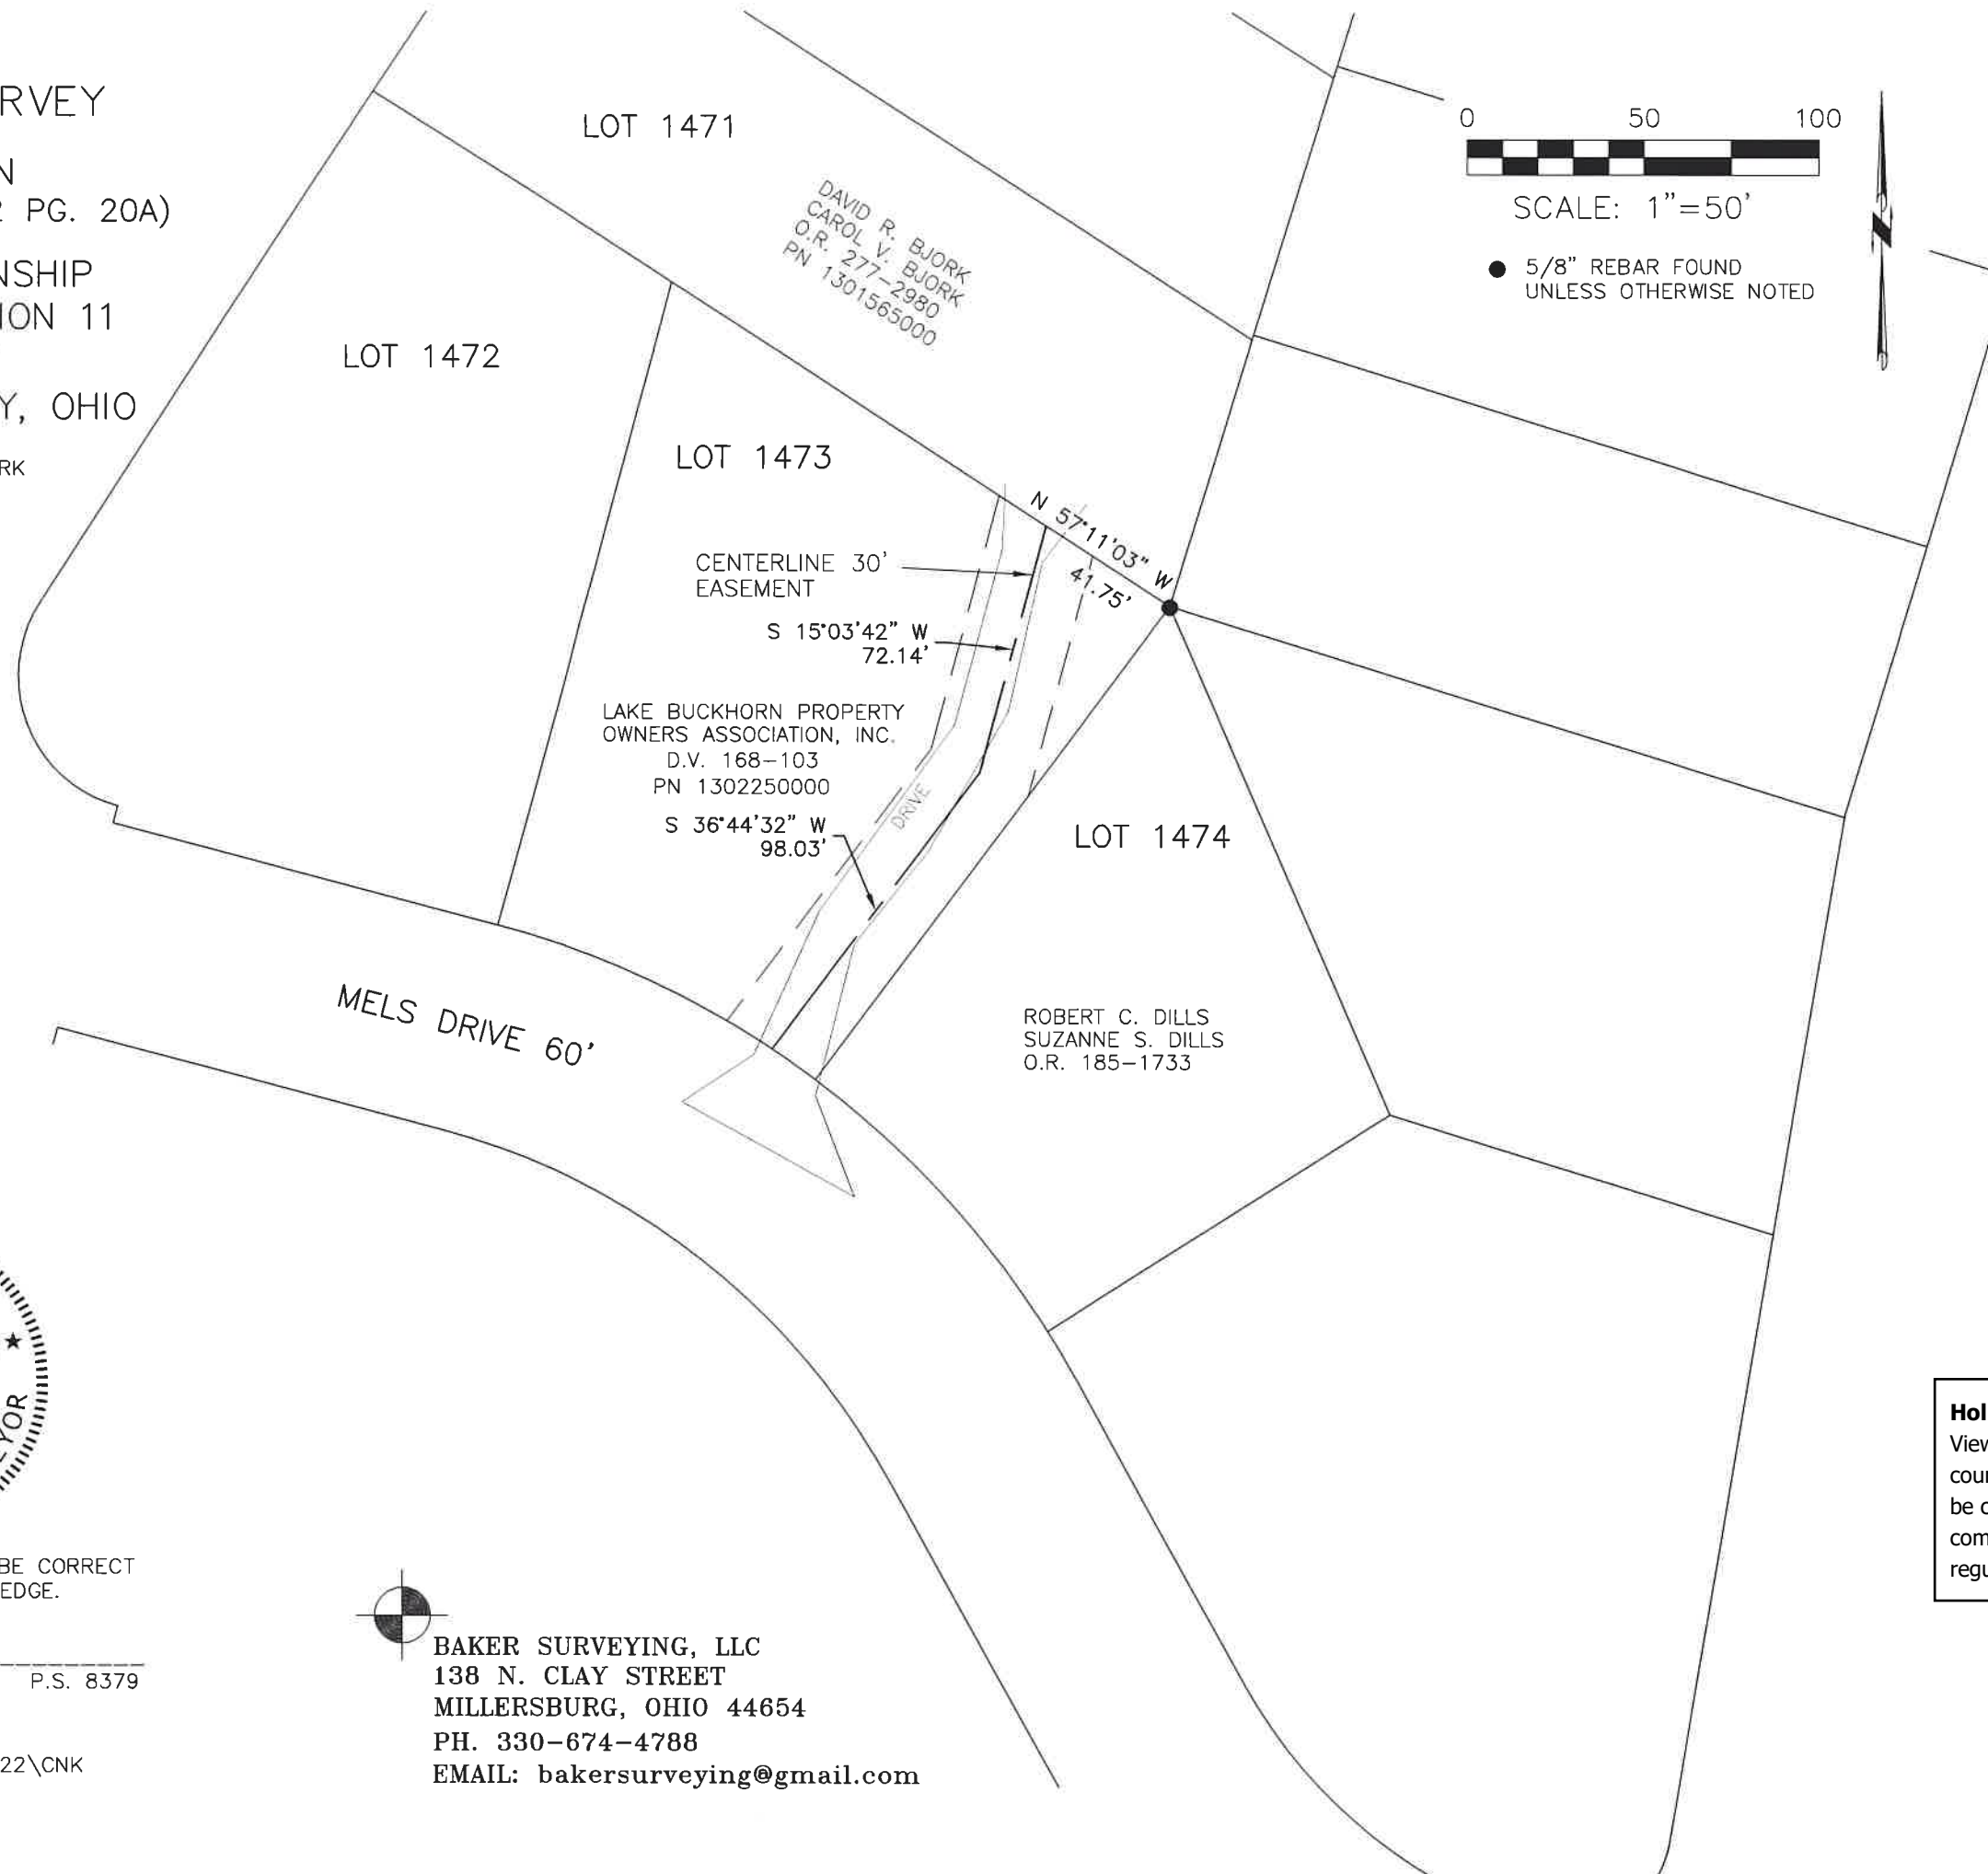 RVEY
N
PG. 20A)
NSHIP
ION 11
Y, OHIO
RK
LOT 1471
DAVID R. BJORK
CAROL V. BJORK
O.R. 277-2980
PN 1301565000
0 50 100
SCALE: 1"=50'
N
5/8" REBAR FOUND
UNLESS OTHERWISE NOTED
LOT 1472
LOT 1473
N 57°11'03" W
41.75'
CENTERLINE 30'
EASEMENT
S 15°03'42" W
72.14'
LAKE BUCKHORN PROPERTY
OWNERS ASSOCIATION, INC.
D.V. 168-103
PN 1302250000
S 36°44'32" W
98.03'
DRIVE
LOT 1474
MELS DRIVE 60'
ROBERT C. DILLS
SUZANNE S. DILLS
O.R. 185-1733
YOR
BE CORRECT
EDGE.
P.S. 8379
22\CNK
BAKER SURVEYING, LLC
138 N. CLAY STREET
MILLERSBURG, OHIO 44654
PH. 330-674-4788
EMAIL: bakersurveying@gmail.com
Hol
View
cour
be c
com
regu